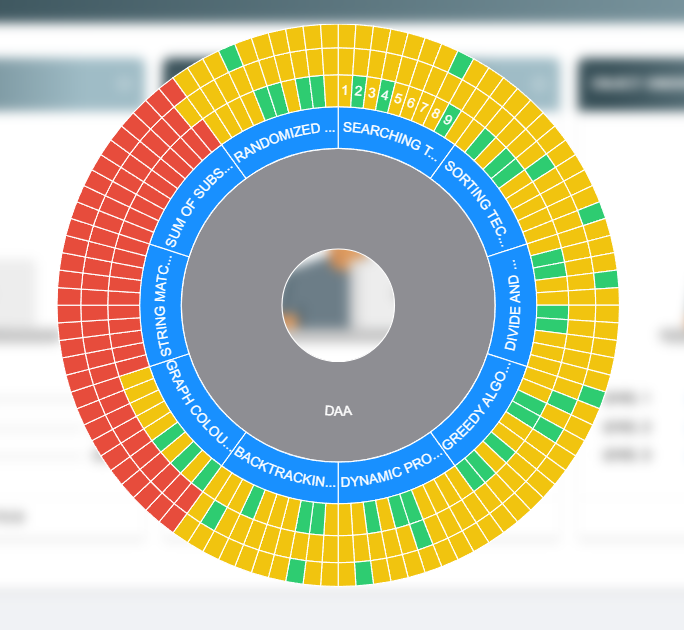 1 2 3 4 5 6 7 8 9
SEARCHING T...
SORTING TEC...
DIVIDE AND ...
GREEDY ALGO...
DYNAMIC PRO...
BACKTRACKIN...
GRAPH COLOU...
STRING MATC...
SUM OF SUBS...
RANDOMIZED ...
DAA